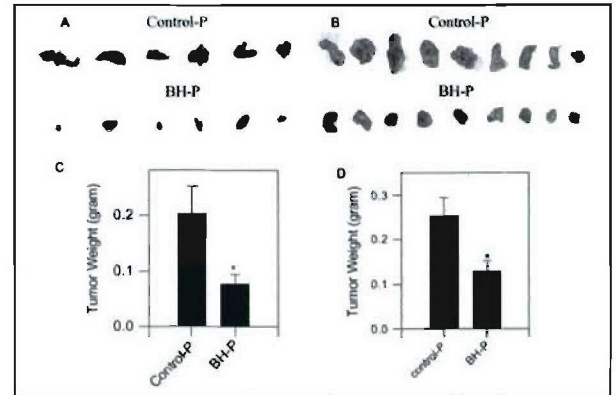 A Control-P
BH-P
B Control-P
BH-P
C
Tumor Weight (gram)
0.2
0.1
0.0
Control-P
BH-P
*
D
Tumor Weight (gram)
0.3
0.2
0.1
0.0
control-P
BH-P
*